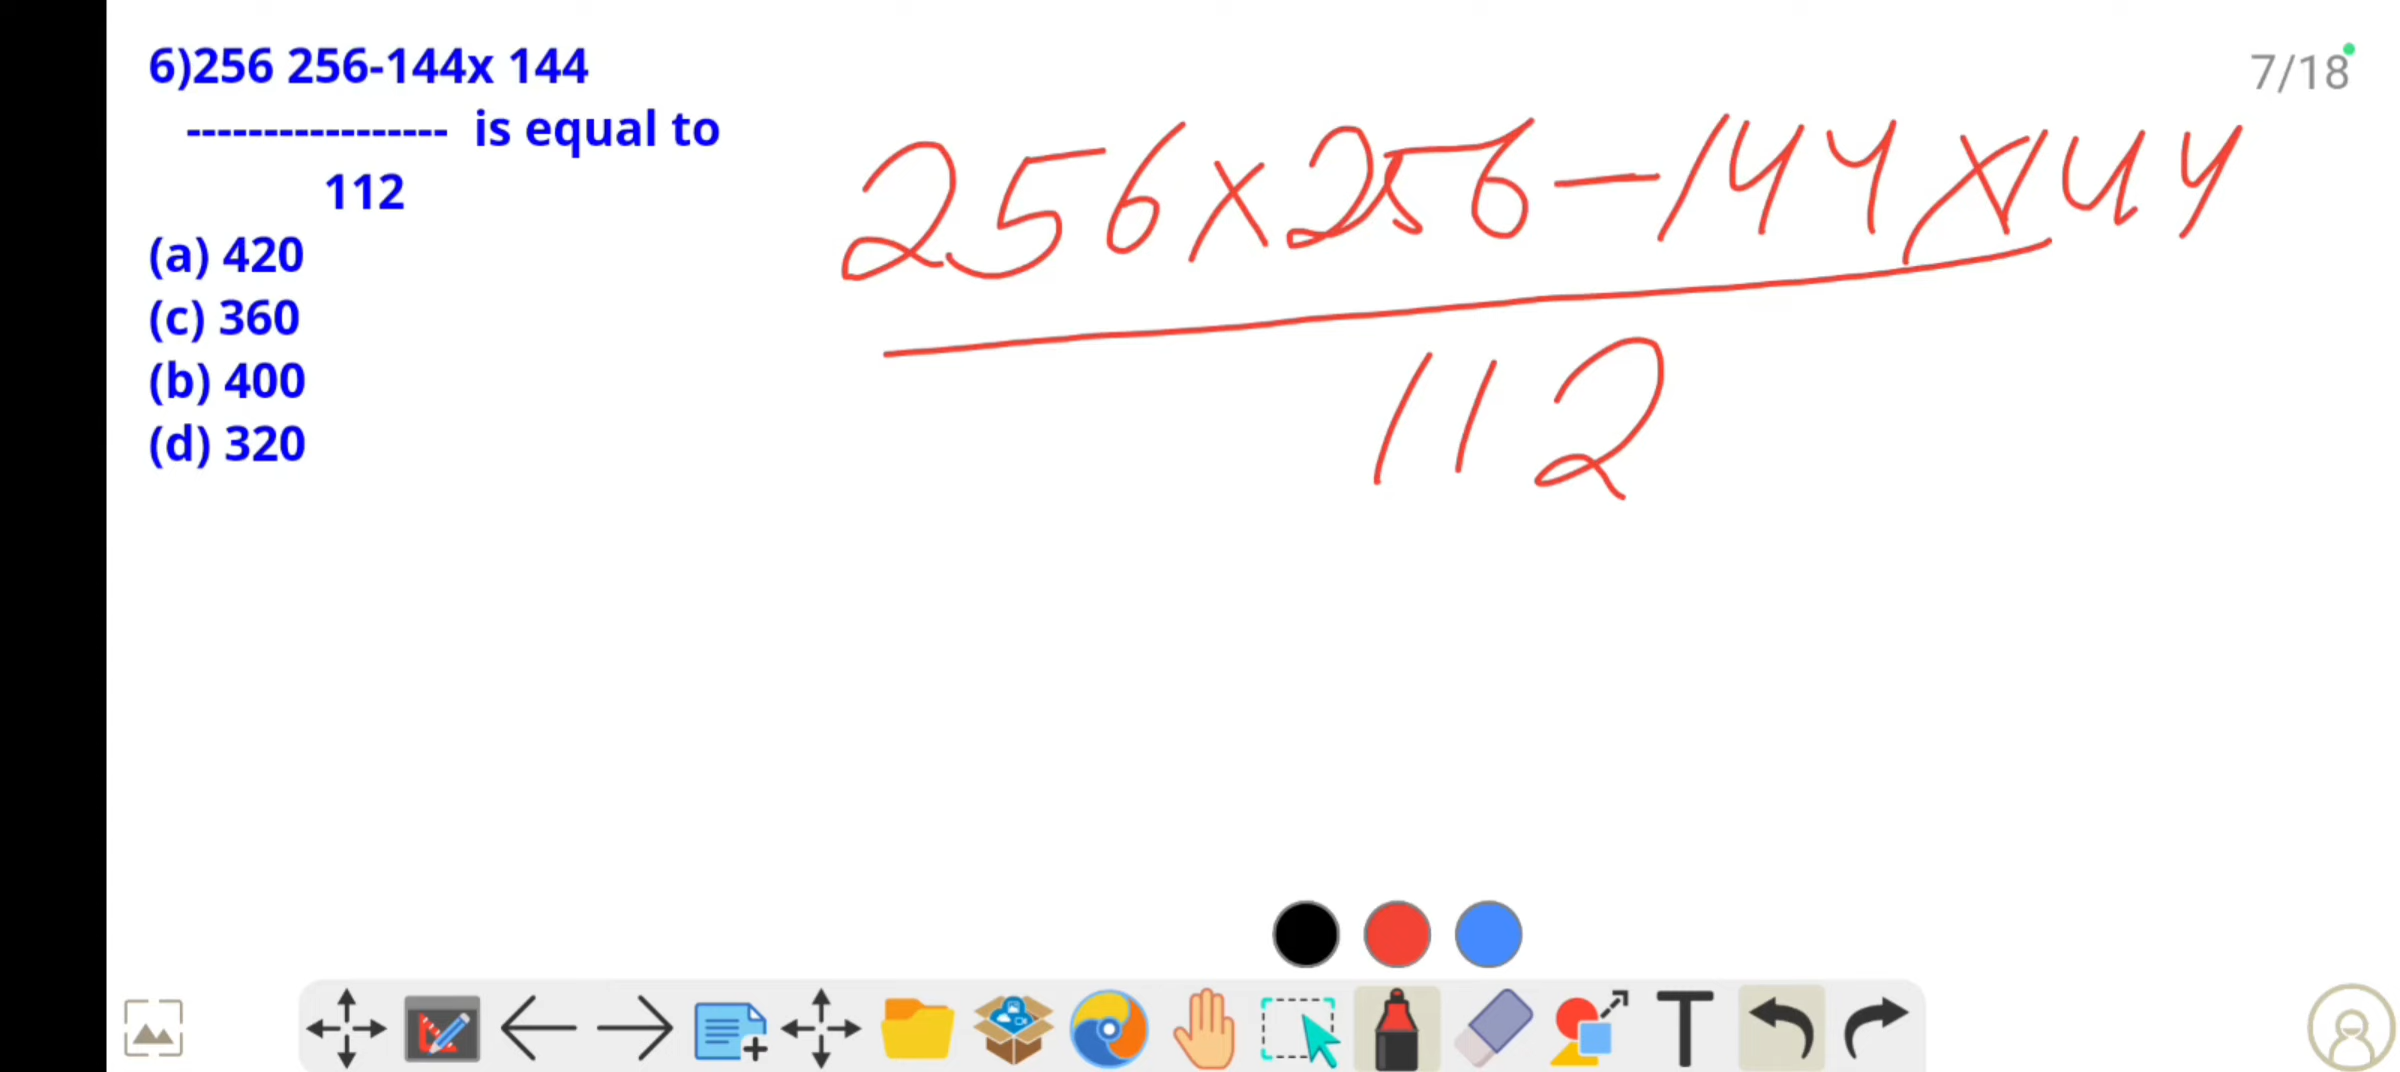 6)256 256-144x 144
----------------- is equal to
112
(a) 420
(c) 360
(b) 400
(d) 320
7/18
256x256-144x144
112
T